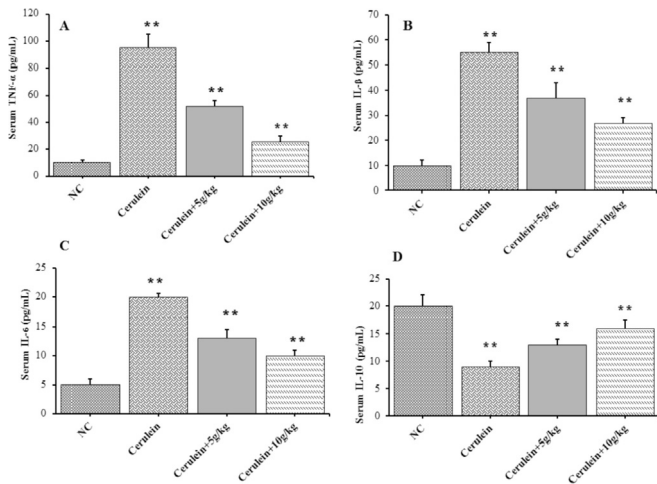 A
Serum TNF-α (pg/mL)
120
100
80
60
40
20
0
**
**
**
NC
Cerulein
Cerulein+5g/kg
Cerulein+10g/kg
B
Serum IL-β (pg/mL)
70
60
50
40
30
20
10
0
**
**
**
NC
Cerulein
Cerulein+5g/kg
Cerulein+10g/kg
C
Serum IL-6 (pg/mL)
25
20
15
10
5
0
**
**
**
NC
Cerulein
Cerulein+5g/kg
Cerulein+10g/kg
D
Serum IL-10 (pg/mL)
25
20
15
10
5
0
**
**
**
NC
Cerulein
Cerulein+5g/kg
Cerulein+10g/kg